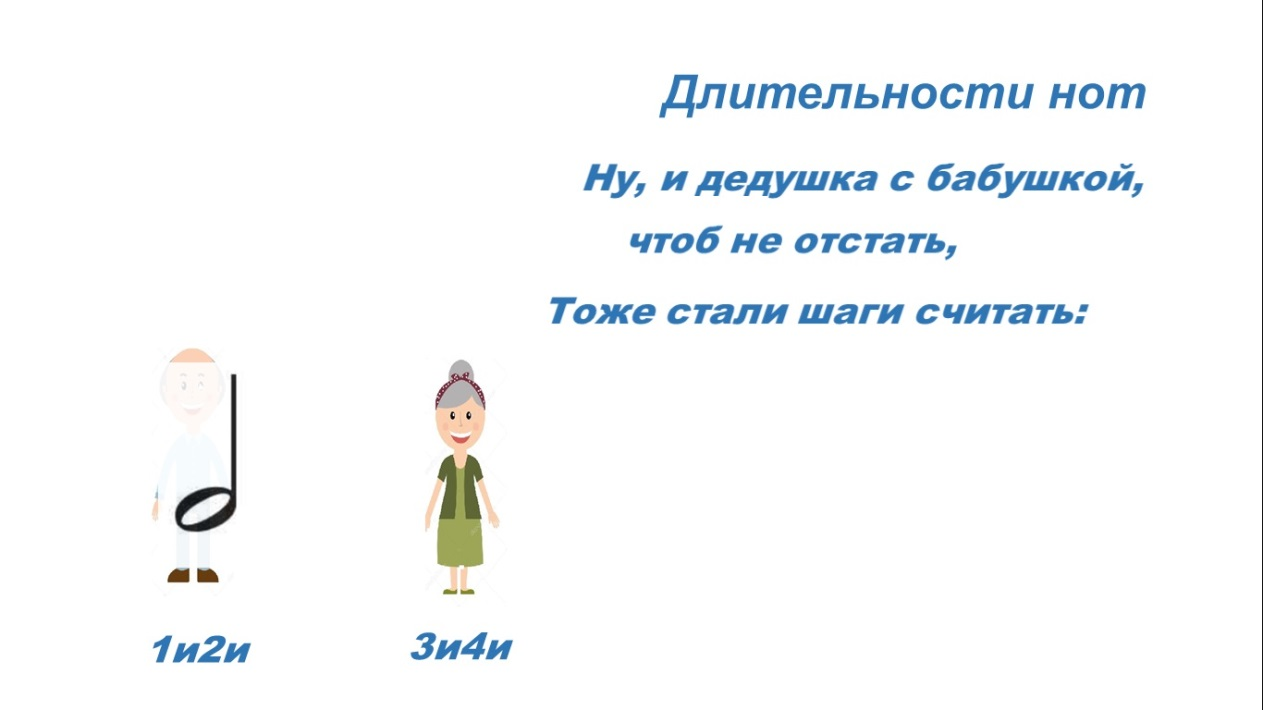 Длительности нот
Ну, и дедушка с бабушкой,
чтоб не отстать,
Тоже стали шаги считать:
1и2и
3и4и